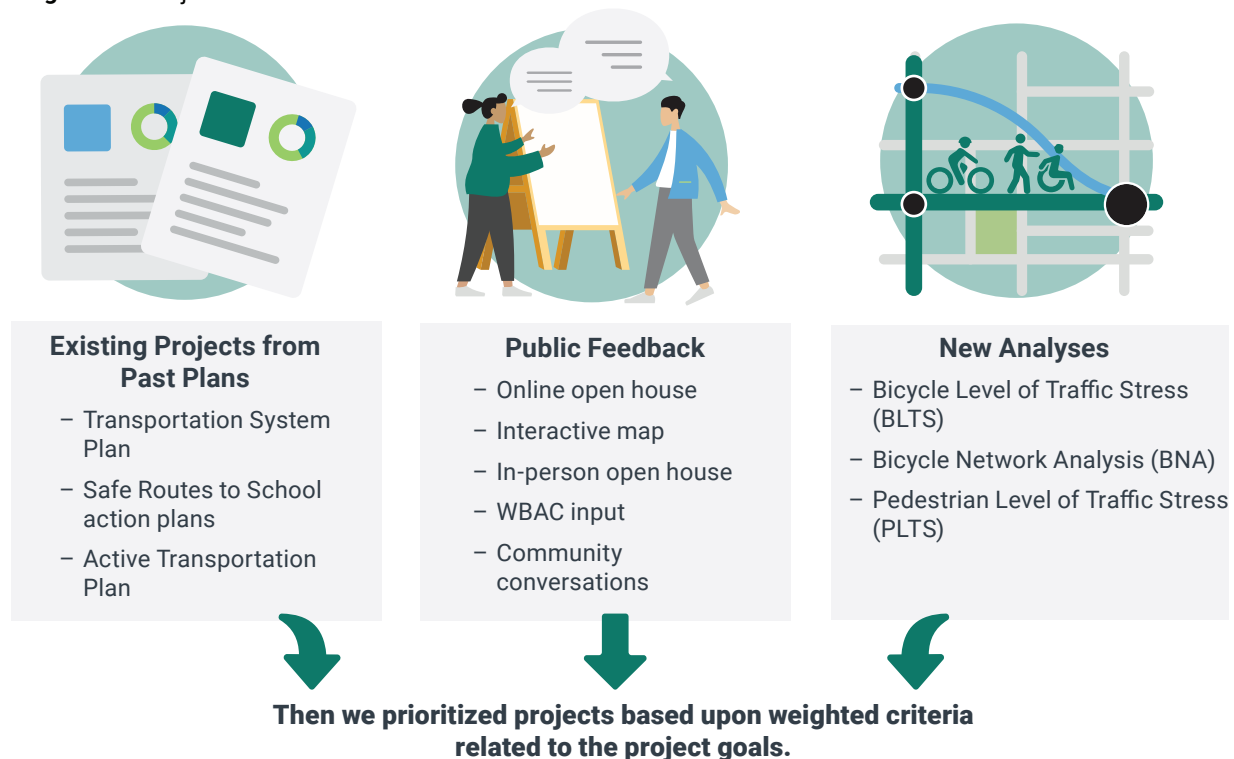 Existing Projects from
Past Plans
– Transportation System
Plan
– Safe Routes to School
action plans
– Active Transportation
Plan
Public Feedback
– Online open house
– Interactive map
– In-person open house
– WBAC input
– Community
conversations
New Analyses
– Bicycle Level of Traffic Stress
(BLTS)
– Bicycle Network Analysis (BNA)
– Pedestrian Level of Traffic Stress
(PLTS)
Then we prioritized projects based upon weighted criteria
related to the project goals.